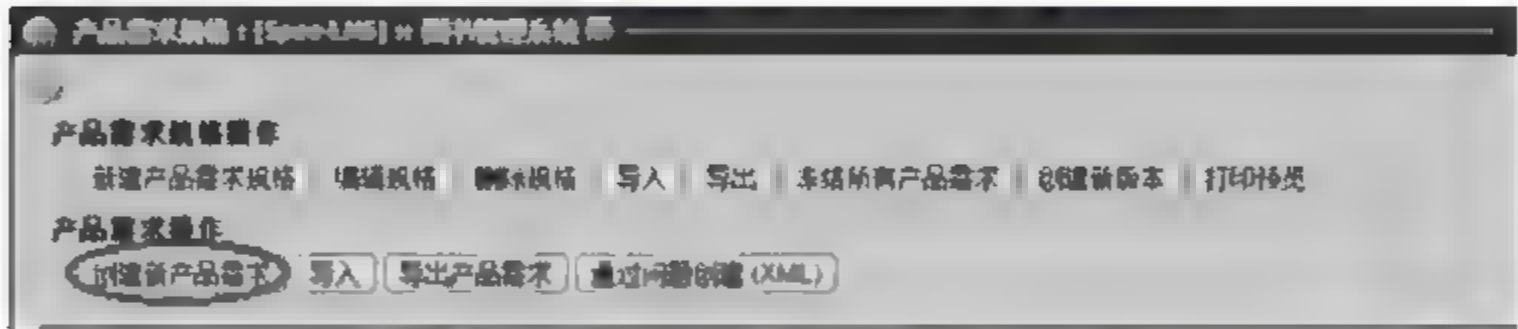 产品需求规格 : [Spec-LMS] :: 图书管理系统
产品需求规格操作
新建产品需求规格 编辑规格 删除规格 导入 导出 冻结所有产品需求 创建新版本 打印预览
产品需求操作
创建新产品需求 导入 导出产品需求 通过问题创建 (XML)